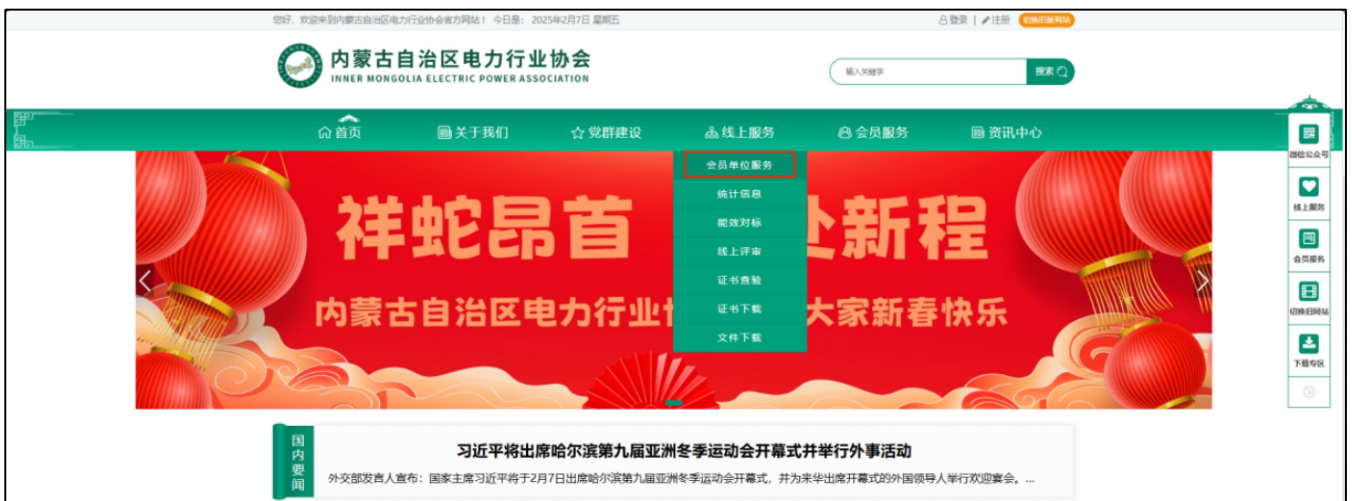 您好，欢迎来到内蒙古自治区电力行业协会官方网站！ 今日是： 2025年2月7日 星期五
登录 | 注册 切换旧版网站
内蒙古自治区电力行业协会
INNER MONGOLIA ELECTRIC POWER ASSOCIATION
输入关键字
搜索
首页 关于我们 党群建设 线上服务 会员服务 资讯中心
会员单位服务
统计信息
能效对标
线上评审
证书查验
证书下载
文件下载
祥蛇昂首 新程
内蒙古自治区电力行业 大家新春快乐
微信公众号
线上服务
会员服务
切换旧网站
下载专区
国内要闻
习近平将出席哈尔滨第九届亚洲冬季运动会开幕式并举行外事活动
外交部发言人宣布：国家主席习近平将于2月7日出席哈尔滨第九届亚洲冬季运动会开幕式，并为来华出席开幕式的外国领导人举行欢迎宴会。...